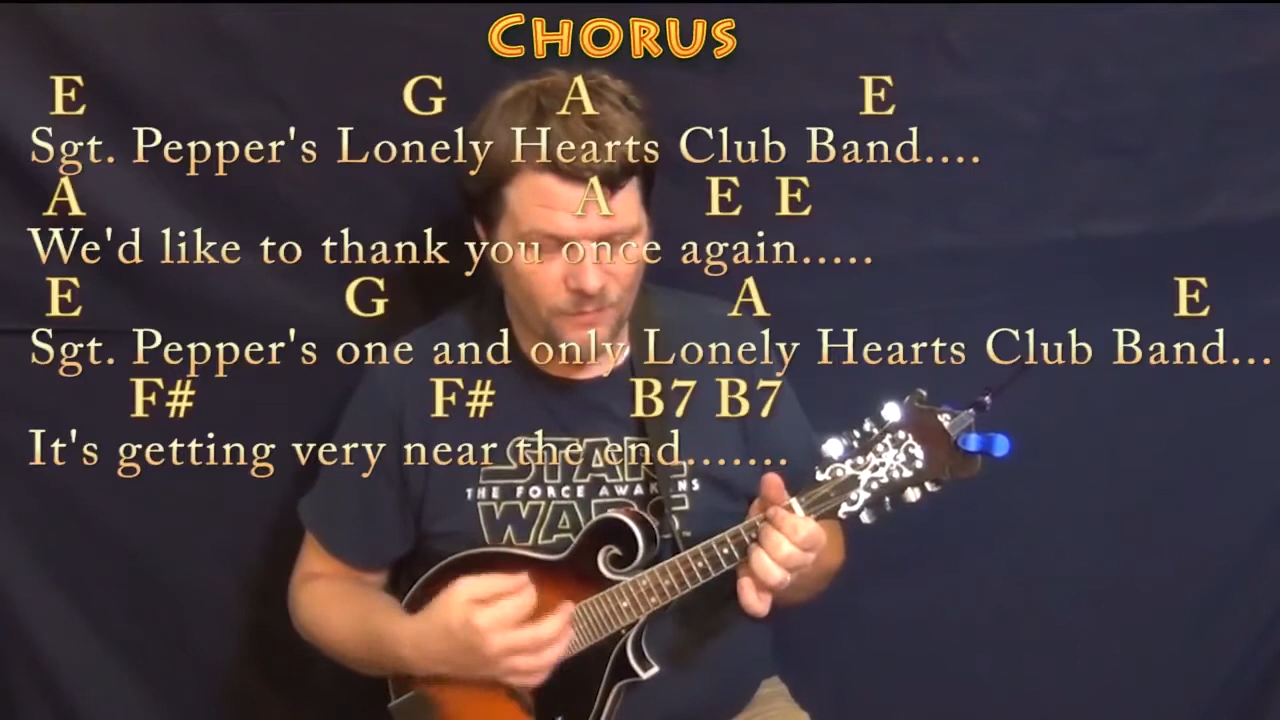 CHORUS
E G A E
Sgt. Pepper's Lonely Hearts Club Band....
A A E E
We'd like to thank you once again.....
E G A E
Sgt. Pepper's one and only Lonely Hearts Club Band...
F# F# B7 B7
It's getting very near the end.......
STAR
THE FORCE AWAKENS
WARS